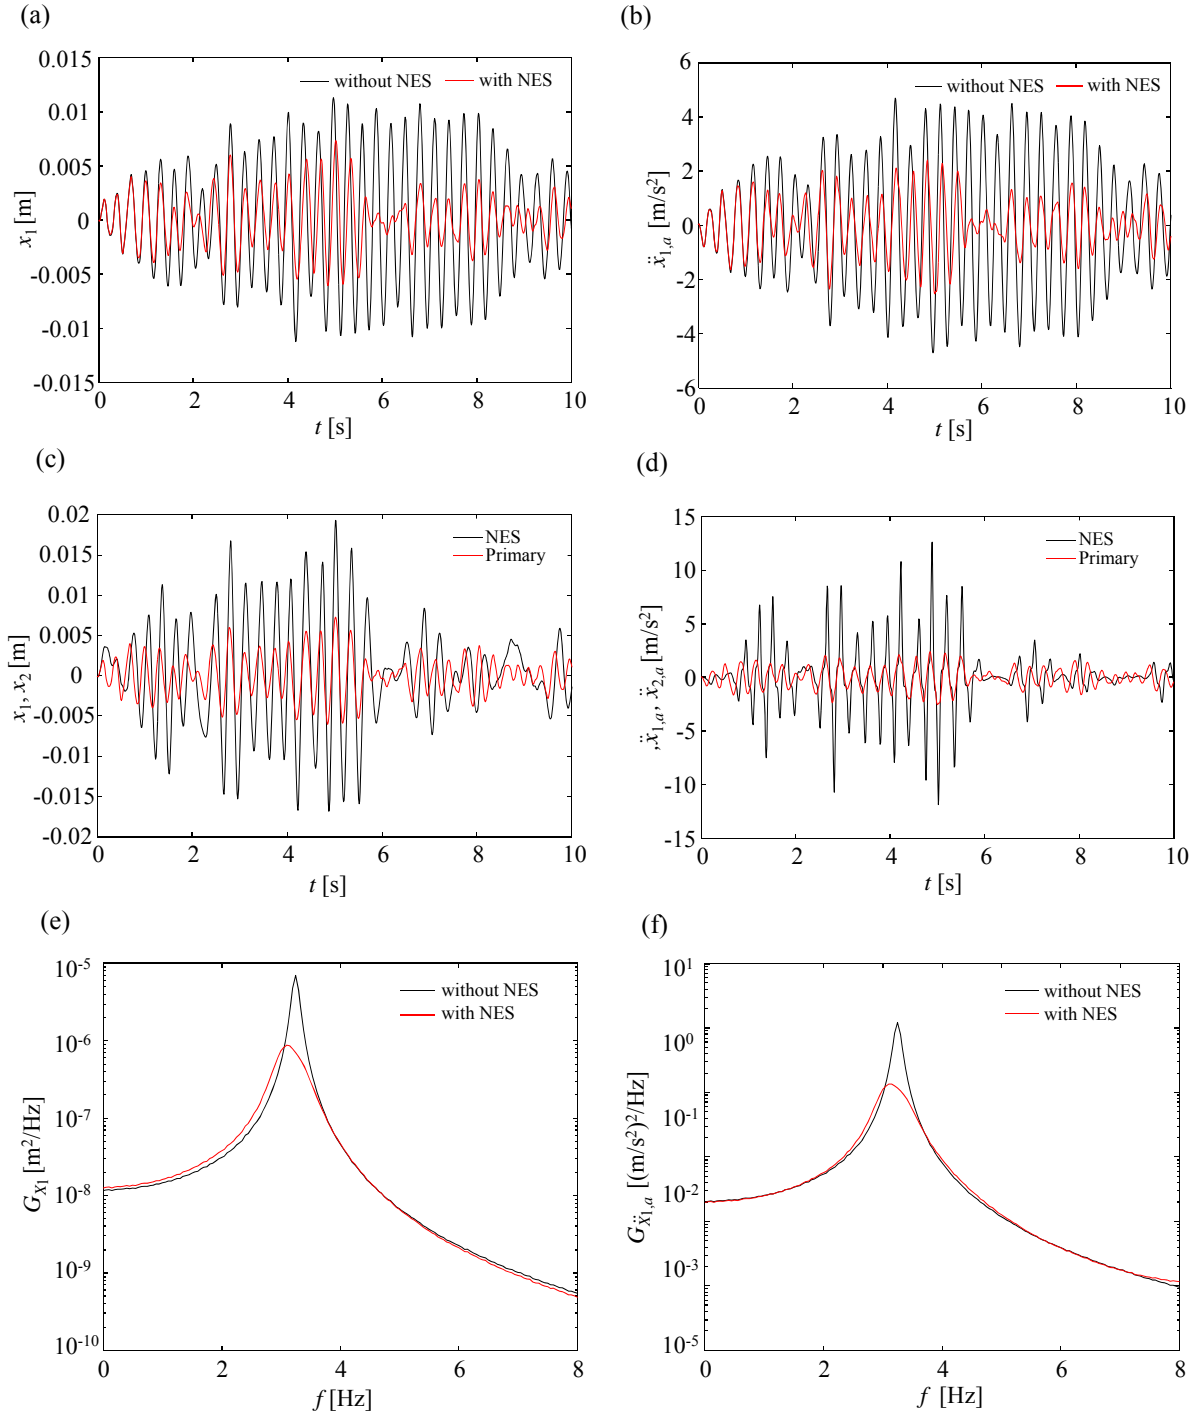 (a)
0.015
0.01
0.005
0
-0.005
-0.01
-0.015
x1 [m]
without NES with NES
0 2 4 6 8 10
t [s]
(b)
6
4
2
0
-2
-4
-6
ẍ1,a [m/s2]
without NES with NES
0 2 4 6 8 10
t [s]
(c)
0.02
0.015
0.01
0.005
0
-0.005
-0.01
-0.015
-0.02
x1, x2 [m]
NES
Primary
0 2 4 6 8 10
t [s]
(d)
15
10
5
0
-5
-10
-15
,ẍ1,a, ẍ2,a [m/s2]
NES
Primary
0 2 4 6 8 10
t [s]
(e)
10-5
10-6
10-7
10-8
10-9
10-10
GX1 [m2/Hz]
without NES
with NES
0 2 4 6 8
f [Hz]
(f)
101
100
10-1
10-2
10-3
10-5
GẌ1,a [(m/s2)2/Hz]
without NES
with NES
0 2 4 6 8
f [Hz]